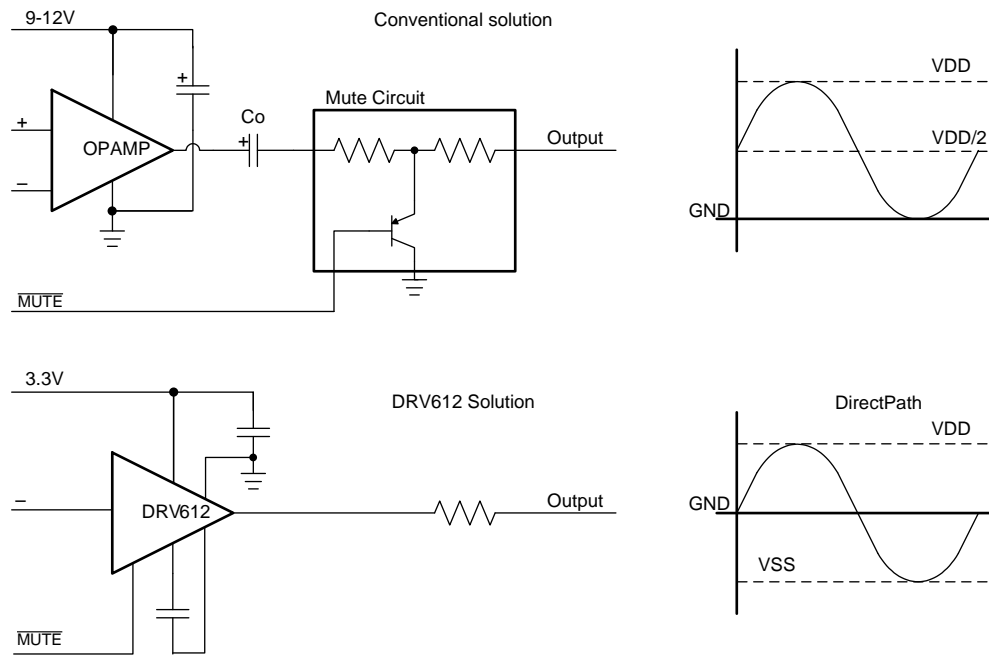 9-12V
Conventional solution
+
Mute Circuit
Co
+
+
OPAMP
−
Output
MUTE
VDD
VDD/2
GND
3.3V
DRV612 Solution
−
DRV612
Output
MUTE
DirectPath
VDD
GND
VSS